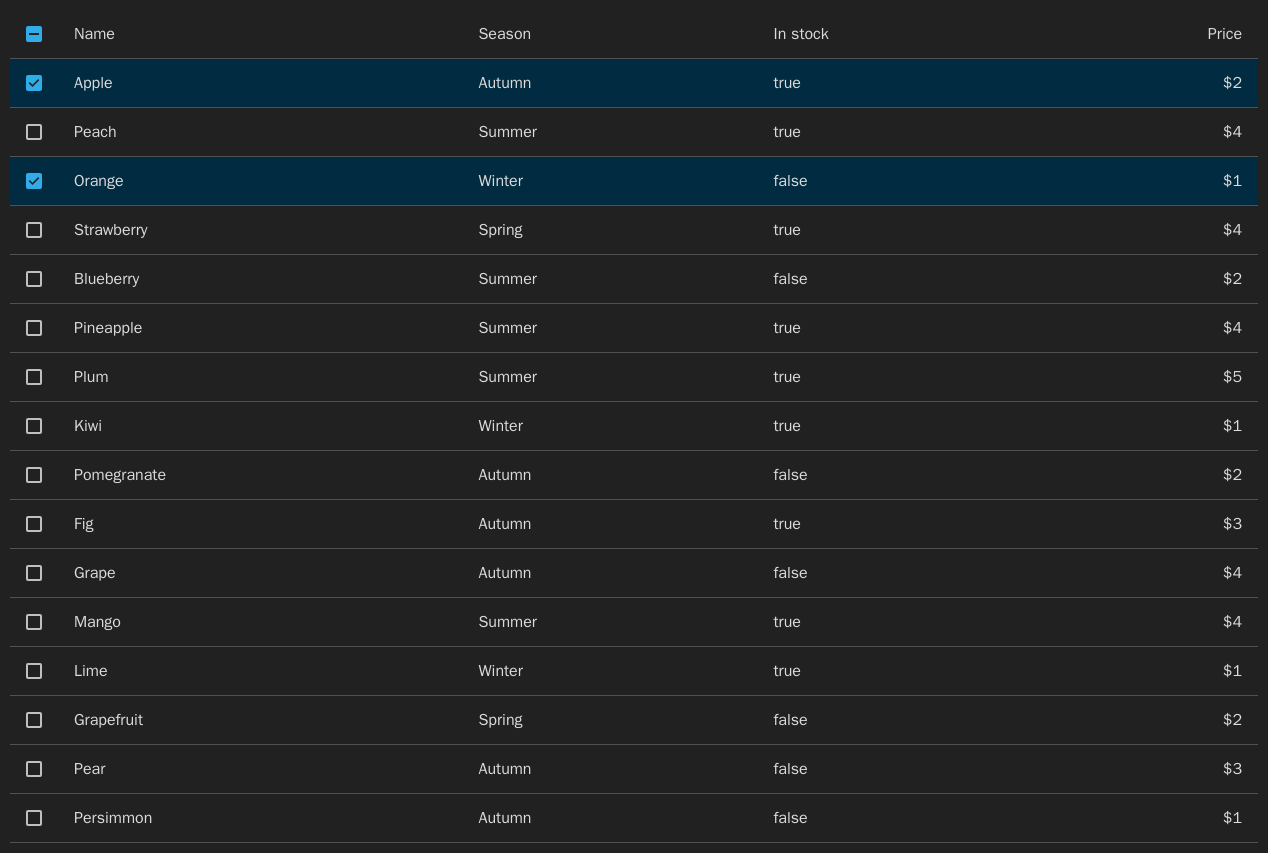 Name Season In stock Price
Apple Autumn true $2
Peach Summer true $4
Orange Winter false $1
Strawberry Spring true $4
Blueberry Summer false $2
Pineapple Summer true $4
Plum Summer true $5
Kiwi Winter true $1
Pomegranate Autumn false $2
Fig Autumn true $3
Grape Autumn false $4
Mango Summer true $4
Lime Winter true $1
Grapefruit Spring false $2
Pear Autumn false $3
Persimmon Autumn false $1